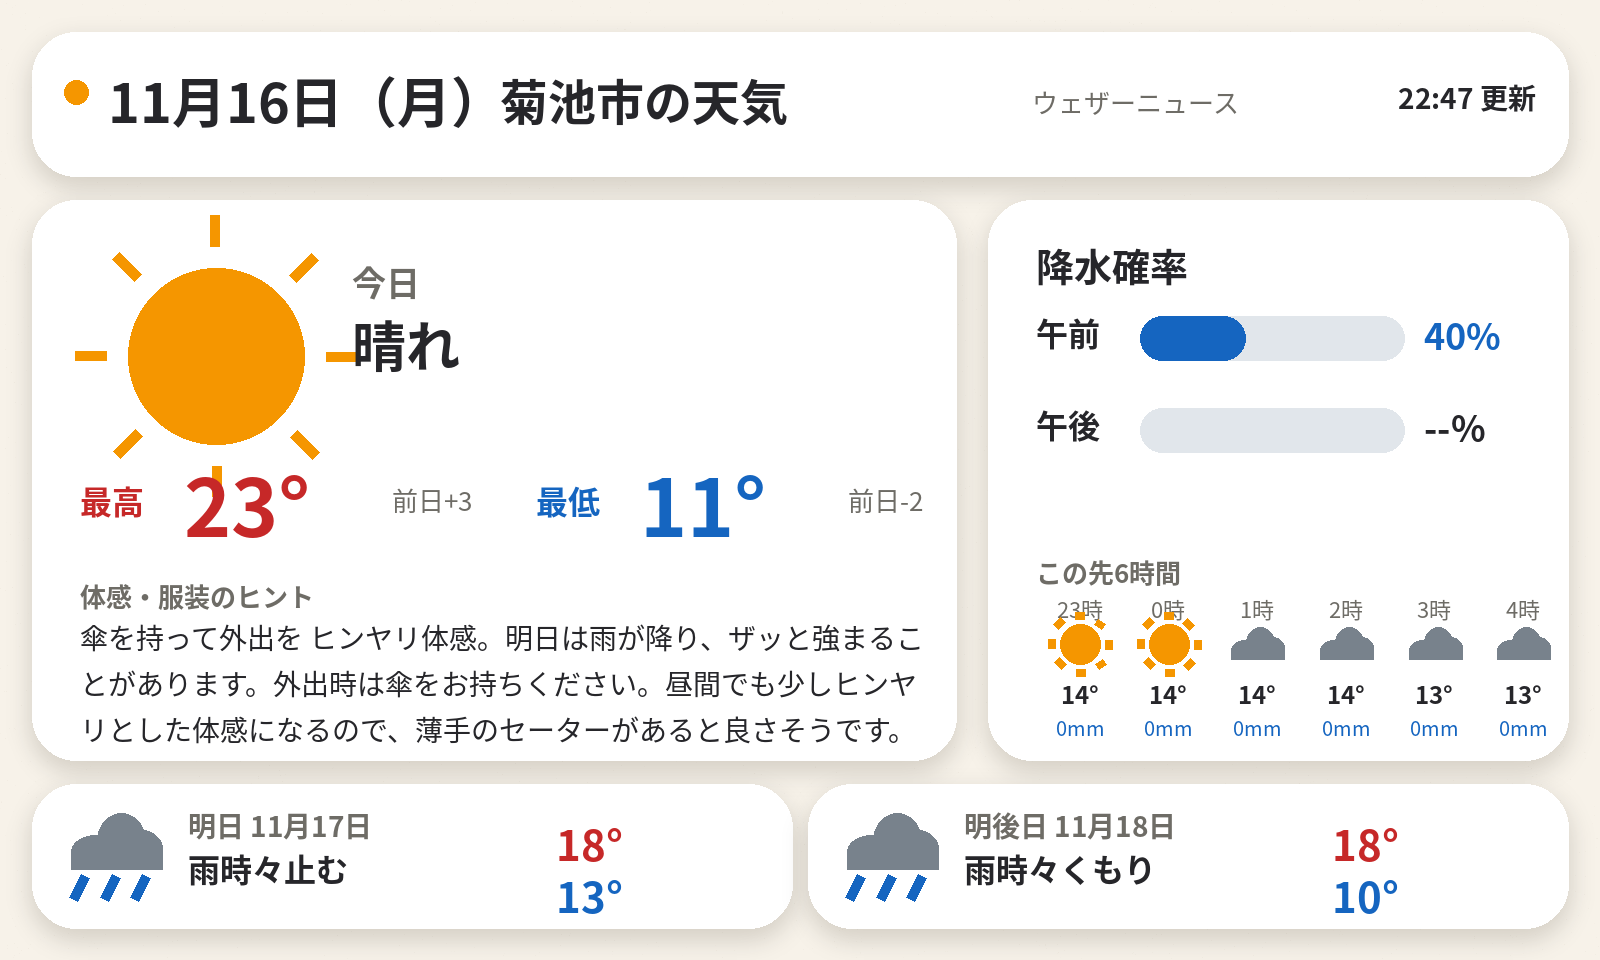 11月16日（月）菊池市の天気
ウェザーニュース
22:47 更新
今日
晴れ
最高 23° 前日+3 最低 11° 前日-2
体感・服装のヒント
傘を持って外出を ヒンヤリ体感。明日は雨が降り、ザッと強まるこ
とがあります。外出時は傘をお持ちください。昼間でも少しヒンヤ
リとした体感になるので、薄手のセーターがあると良さそうです。
降水確率
午前 40%
午後 --%
この先6時間
23時 0時 1時 2時 3時 4時
14° 14° 14° 14° 13° 13°
0mm 0mm 0mm 0mm 0mm 0mm
明日 11月17日
雨時々止む
18°
13°
明後日 11月18日
雨時々くもり
18°
10°